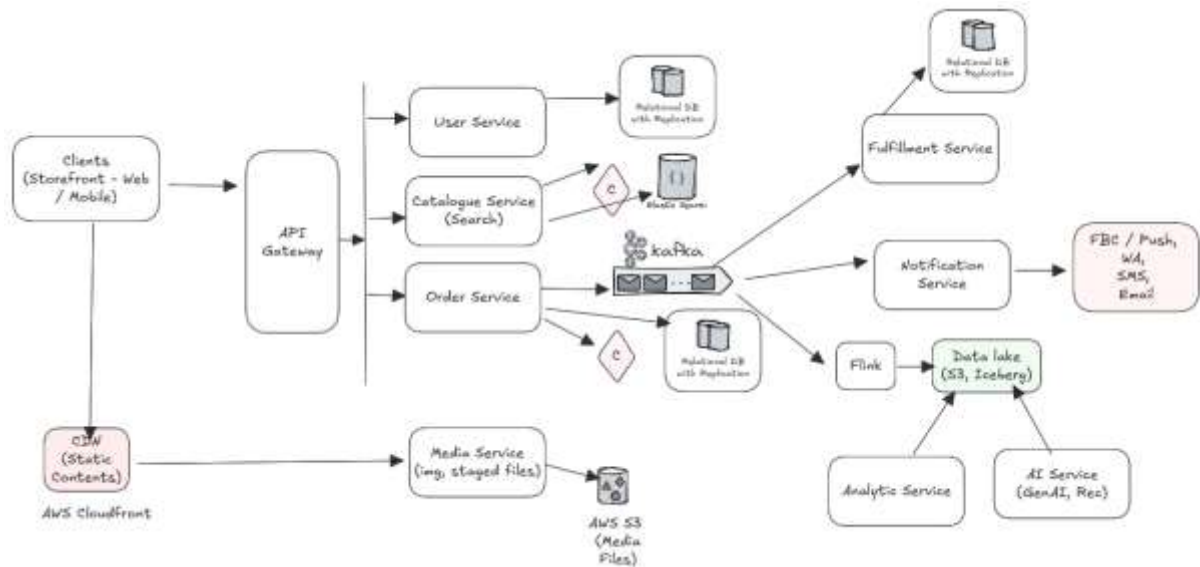 Relational DB
with Replication
User Service
Relational DB
with Replication
Clients
(Storefront - Web
/ Mobile)
API
Gateway
Catalogue Service
(Search)
C
{ }
Fulfillment Service
kafka
Order Service
C
Relational DB
with Replication
Notification
Service
FBC / Push,
WA,
SMS,
Email
Flink
Data lake
(S3, Iceberg)
CDN
(Static
Contents)
AWS Cloudfront
Media Service
(img, staged files)
AWS S3
(Media
Files)
Analytic Service
AI Service
(GenAI, Rec)